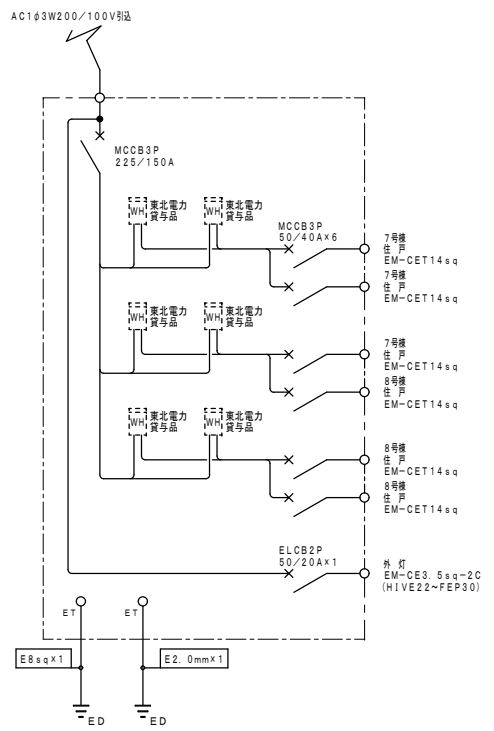 AC1φ3W200/100V引込
MCCB3P
225/150A
WH
東北電力
貸与品
WH
東北電力
貸与品
MCCB3P
50/40A×6
7号棟
住 戸
EM-CET14sq
7号棟
住 戸
EM-CET14sq
WH
東北電力
貸与品
WH
東北電力
貸与品
7号棟
住 戸
EM-CET14sq
8号棟
住 戸
EM-CET14sq
WH
東北電力
貸与品
WH
東北電力
貸与品
8号棟
住 戸
EM-CET14sq
8号棟
住 戸
EM-CET14sq
ELCB2P
50/20A×1
外 灯
EM-CE3.5sq-2C
(HIVE22~FEP30)
ET
ET
E8sq×1
E2.0mm×1
ED
ED